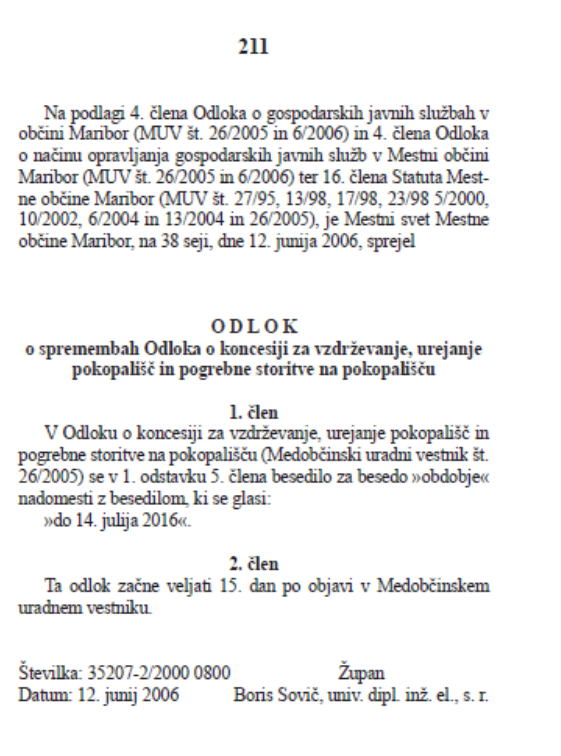 211
Na podlagi 4. člena Odloka o gospodarskih javnih službah v
občini Maribor (MUV št. 26/2005 in 6/2006) in 4. člena Odloka
o načinu opravljanja gospodarskih javnih služb v Mestni občini
Maribor (MUV št. 26/2005 in 6/2006) ter 16. člena Statuta Mest-
ne občine Maribor (MUV št. 27/95, 13/98, 17/98, 23/98 5/2000,
10/2002, 6/2004 in 13/2004 in 26/2005), je Mestni svet Mestne
občine Maribor, na 38 seji, dne 12. junija 2006, sprejel
O D L O K
o spremembah Odloka o koncesiji za vzdrževanje, urejanje
pokopališč in pogrebne storitve na pokopališču
1. člen
V Odloku o koncesiji za vzdrževanje, urejanje pokopališč in
pogrebne storitve na pokopališču (Medobčinski uradni vestnik št.
26/2005) se v 1. odstavku 5. člena besedilo za besedo »obdobje«
nadomesti z besedilom, ki se glasi:
»do 14. julija 2016«.
2. člen
Ta odlok začne veljati 15. dan po objavi v Medobčinskem
uradnem vestniku.
Številka: 35207-2/2000 0800 Župan
Datum: 12. junij 2006 Boris Sovič, univ. dipl. inž. el., s. r.